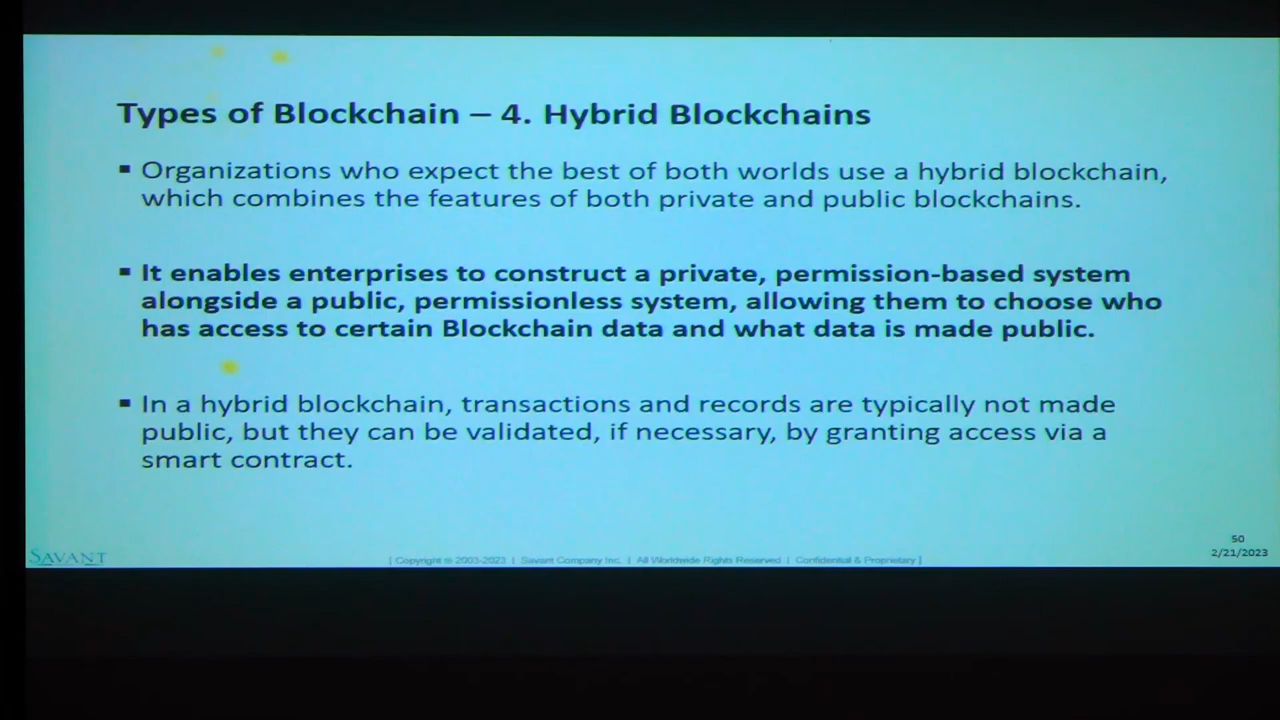 Types of Blockchain – 4. Hybrid Blockchains
▪ Organizations who expect the best of both worlds use a hybrid blockchain,
which combines the features of both private and public blockchains.
▪ It enables enterprises to construct a private, permission-based system
alongside a public, permissionless system, allowing them to choose who
has access to certain Blockchain data and what data is made public.
▪ In a hybrid blockchain, transactions and records are typically not made
public, but they can be validated, if necessary, by granting access via a
smart contract.
SAVANT
[ Copyright © 2003-2023 | Savant Company Inc. | All Worldwide Rights Reserved | Confidential & Proprietary ]
50
2/21/2023